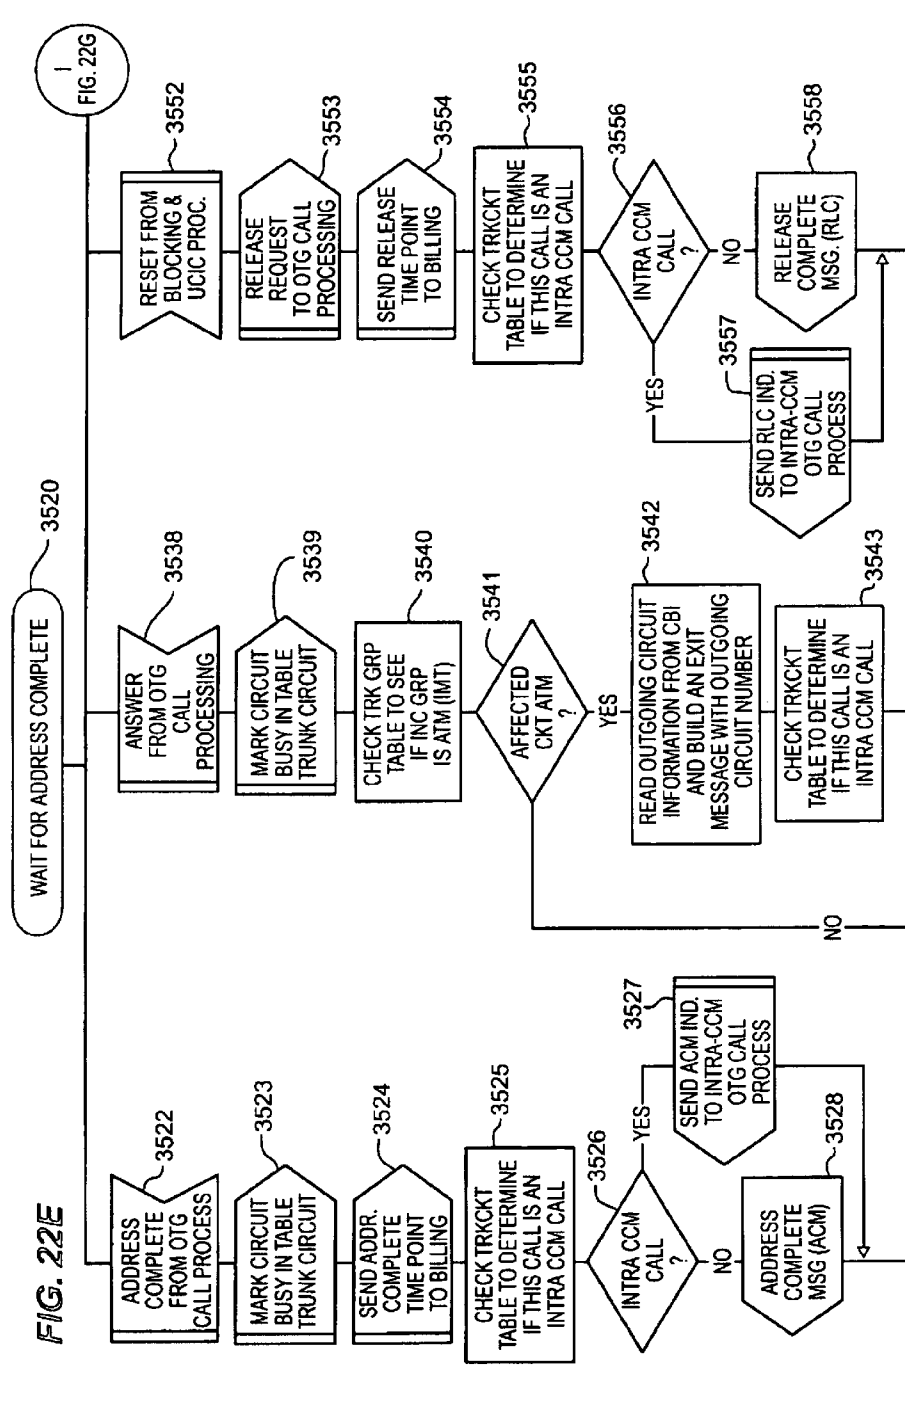 FIG. 22E
WAIT FOR ADDRESS COMPLETE
3520
I
FIG. 22G
ADDRESS
COMPLETE
FROM OTG
CALL PROCESS
3522
MARK CIRCUIT
BUSY IN TABLE
TRUNK CIRCUIT
3523
SEND ADDR.
COMPLETE
TIME POINT
TO BILLING
3524
CHECK TRKCKT
TABLE TO DETERMINE
IF THIS CALL IS AN
INTRA CCM CALL
3525
INTRA CCM
CALL
?
3526
YES
NO
SEND ACM IND.
TO INTRA-CCM
OTG CALL
PROCESS
3527
ADDRESS
COMPLETE
MSG (ACM)
3528
ANSWER
FROM OTG
CALL
PROCESSING
3538
MARK CIRCUIT
BUSY IN TABLE
TRUNK CIRCUIT
3539
CHECK TRK GRP
TABLE TO SEE
IF INC GRP
IS ATM (IMT)
3540
AFFECTED
CKT ATM
?
3541
YES
NO
READ OUTGOING CIRCUIT
INFORMATION FROM CBI
AND BUILD AN EXIT
MESSAGE WITH OUTGOING
CIRCUIT NUMBER
3542
CHECK TRKCKT
TABLE TO DETERMINE
IF THIS CALL IS AN
INTRA CCM CALL
3543
RESET FROM
BLOCKING &
UCIC PROC.
3552
RELEASE
REQUEST
TO OTG CALL
PROCESSING
3553
SEND RELEASE
TIME POINT
TO BILLING
3554
CHECK TRKCKT
TABLE TO DETERMINE
IF THIS CALL IS AN
INTRA CCM CALL
3555
INTRA CCM
CALL
?
3556
YES
NO
SEND RLC IND.
TO INTRA-CCM
OTG CALL
PROCESS
3557
RELEASE
COMPLETE
MSG. (RLC)
3558